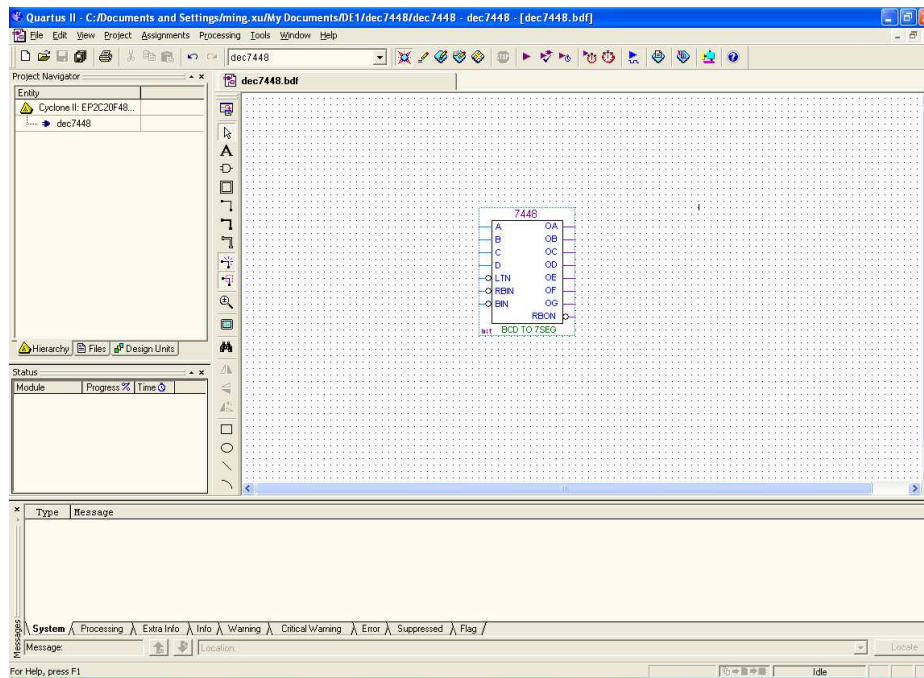 Quartus II - C:/Documents and Settings/ming.xu/My Documents/DE1/dec7448/dec7448 - dec7448 - [dec7448.bdf]
File Edit View Project Assignments Processing Tools Window Help
dec7448
Project Navigator
dec7448.bdf
Entity
Cyclone II: EP2C20F48...
dec7448
7448
A OA
B OB
C OC
D OD
LTN OE
RBIN OF
BIN OG
RBON
inst BCD TO 7SEG
Hierarchy Files Design Units
Status
Module Progress % Time
Type Message
System Processing Extra Info Info Warning Critical Warning Error Suppressed Flag
Messages
Message: Location: Locate
For Help, press F1 Idle